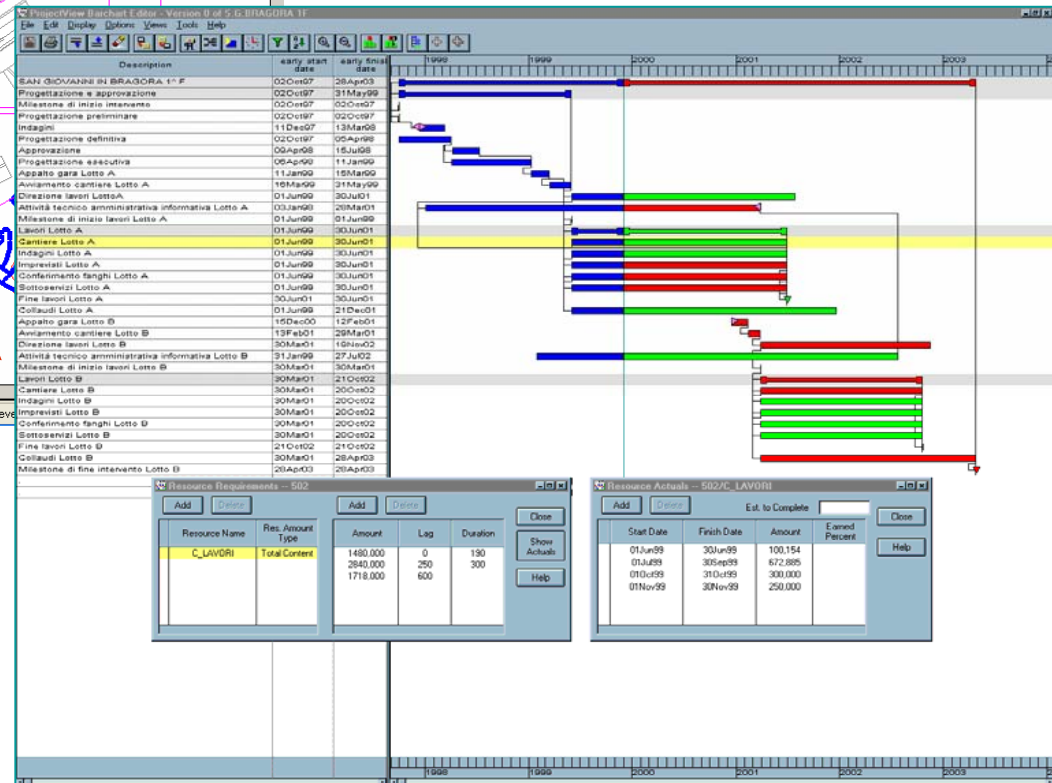 ProjectView Barchart Editor - Version 0 of S.G.BRAGORA 1F
File Edit Display Options Views Tools Help
Description early start date early finish date
1998 1999 2000 2001 2002 2003
SAN GIOVANNI IN BRAGORA 1^ F 02Oct97 28Apr03
Progettazione e approvazione 02Oct97 31May99
Milestone di inizio intervento 02Oct97 02Oct97
Progettazione preliminare 02Oct97 02Oct97
Indagini 11Dec97 13Mar98
Progettazione definitiva 02Oct97 05Apr98
Approvazione 09Apr98 15Jul98
Progettazione esecutiva 06Apr98 11Jan99
Appalto gara Lotto A 11Jan99 15Mar99
Avviamento cantiere Lotto A 16Mar99 31May99
Direzione lavori LottoA 01Jun99 30Jul01
Attività tecnico amministrativa informativa Lotto A 03Jan98 28Mar01
Milestone di inizio lavori Lotto A 01Jun99 01Jun99
Lavori Lotto A 01Jun99 30Jun01
Cantiere Lotto A 01Jun99 30Jun01
Indagini Lotto A 01Jun99 30Jun01
Imprevisti Lotto A 01Jun99 30Jun01
Conferimento fanghi Lotto A 01Jun99 30Jun01
Sottoservizi Lotto A 01Jun99 30Jun01
Fine lavori Lotto A 30Jun01 30Jun01
Collaudi Lotto A 01Jun99 21Dec01
Appalto gara Lotto B 15Dec00 12Feb01
Avviamento cantiere Lotto B 13Feb01 29Mar01
Direzione lavori Lotto B 30Mar01 19Nov02
Attività tecnico amministrativa informativa Lotto B 31Jan99 27Jul02
Milestone di inizio lavori Lotto B 30Mar01 30Mar01
Lavori Lotto B 30Mar01 21Oct02
Cantiere Lotto B 30Mar01 20Oct02
Indagini Lotto B 30Mar01 20Oct02
Imprevisti Lotto B 30Mar01 20Oct02
Conferimento fanghi Lotto B 30Mar01 20Oct02
Sottoservizi Lotto B 30Mar01 20Oct02
Fine lavori Lotto B 21Oct02 21Oct02
Collaudi Lotto B 30Mar01 28Apr03
Milestone di fine intervento Lotto B 28Apr03 28Apr03
Resource Requirements -- 502
Add Delete Add Delete Close
Resource Name Res. Amount Type Amount Lag Duration Show Actuals
C_LAVORI Total Content 1480,000 0 190
2840,000 250 300
1718,000 600
Help
Resource Actuals -- 502/C_LAVORI
Add Delete Est. to Complete Close
Start Date Finish Date Amount Earned Percent Help
01Jun99 30Jun99 100,154
01Jul99 30Sep99 672,885
01Oct99 31Oct99 300,000
01Nov99 30Nov99 250,000
1998 1999 2000 2001 2002 2003